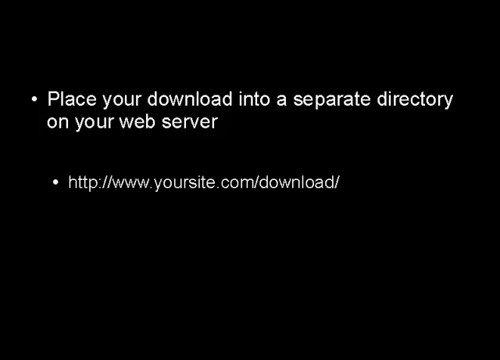 • Place your download into a separate directory
on your web server
• http://www.yoursite.com/download/